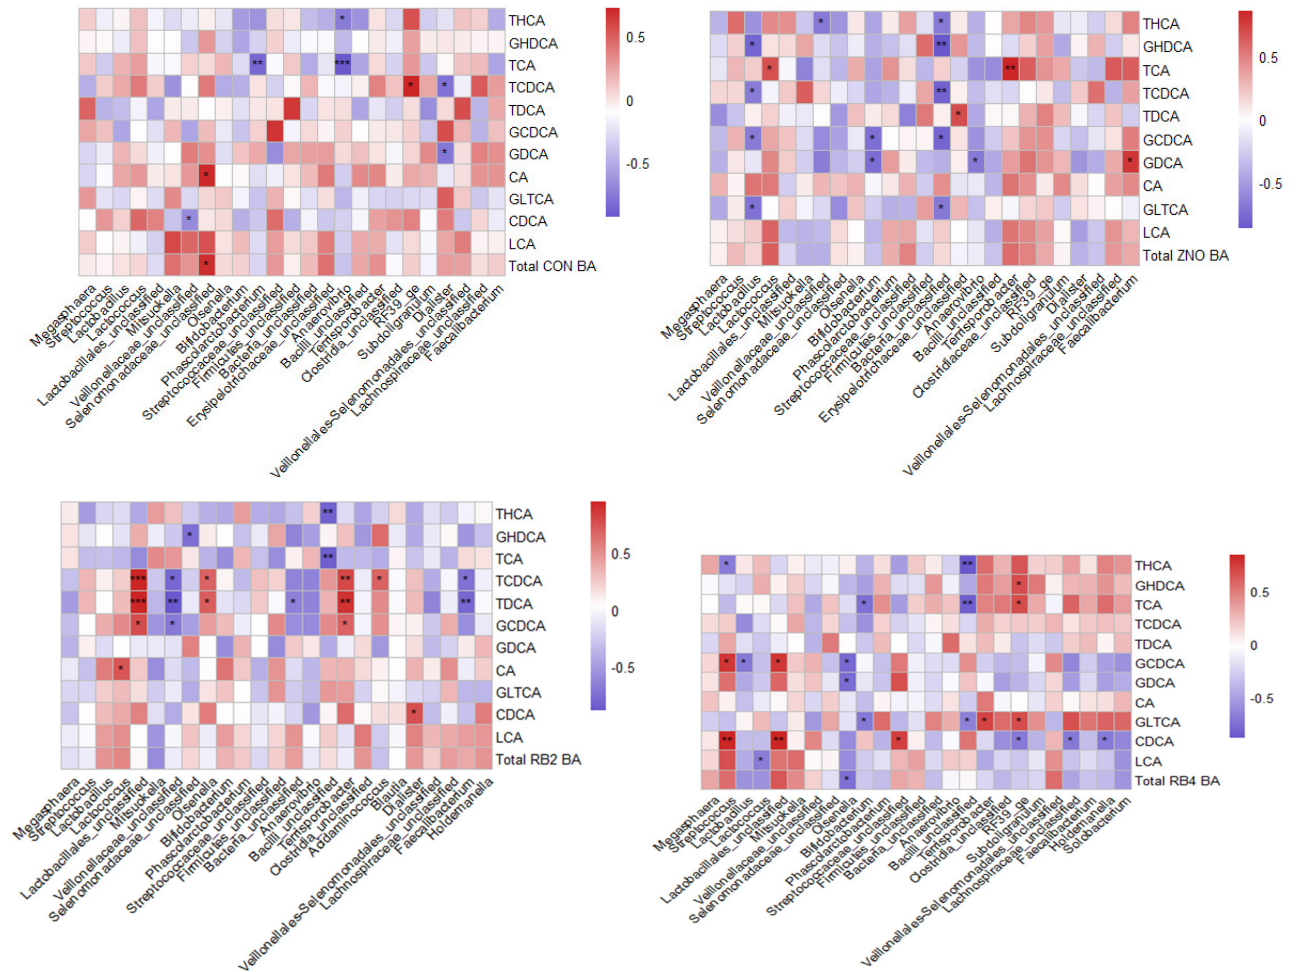 THCA
GHDCA
TCA
TCDCA
TDCA
GCDCA
GDCA
CA
GLTCA
CDCA
LCA
Total CON BA
* ** *** * * * * * *
0.5
0
-0.5
Megasphaera
Streptococcus
Lactobacillus
Lactococcus
Lactobacillales_unclassified
Mitsuokella
Veillonellaceae_unclassified
Selenomonadaceae_unclassified
Olsenella
Bifidobacterium
Phascolarctobacterium
Streptococcaceae_unclassified
Firmicutes_unclassified
Bacteria_unclassified
Erysipelotrichaceae_unclassified
Anaerovibrio
Bacilli_unclassified
Terrisporobacter
Clostridia_unclassified
RF39_ge
Subdoligranulum
Dialister
Veillonellales-Selenomonadales_unclassified
Lachnospiraceae_unclassified
Faecalibacterium
THCA
GHDCA
TCA
TCDCA
TDCA
GCDCA
GDCA
CA
GLTCA
LCA
Total ZNO BA
0.5
0
-0.5
Megasphaera
Streptococcus
Lactobacillus
Lactococcus
Lactobacillales_unclassified
Mitsuokella
Veillonellaceae_unclassified
Selenomonadaceae_unclassified
Olsenella
Bifidobacterium
Phascolarctobacterium
Streptococcaceae_unclassified
Firmicutes_unclassified
Bacteria_unclassified
Erysipelotrichaceae_unclassified
Anaerovibrio
Bacilli_unclassified
Terrisporobacter
Clostridiaceae_unclassified
RF39_ge
Subdoligranulum
Dialister
Veillonellales-Selenomonadales_unclassified
Lachnospiraceae_unclassified
Faecalibacterium
THCA
GHDCA
TCA
TCDCA
TDCA
GCDCA
GDCA
CA
GLTCA
CDCA
LCA
Total RB2 BA
0.5
0
-0.5
Megasphaera
Streptococcus
Lactobacillus
Lactococcus
Lactobacillales_unclassified
Mitsuokella
Veillonellaceae_unclassified
Selenomonadaceae_unclassified
Olsenella
Bifidobacterium
Phascolarctobacterium
Streptococcaceae_unclassified
Firmicutes_unclassified
Bacteria_unclassified
Anaerovibrio
Bacilli_unclassified
Terrisporobacter
Clostridia_unclassified
Acidaminococcus
Blautia
Dialister
Veillonellales-Selenomonadales_unclassified
Lachnospiraceae_unclassified
Faecalibacterium
Holdemanella
THCA
GHDCA
TCA
TCDCA
TDCA
GCDCA
GDCA
CA
GLTCA
CDCA
LCA
Total RB4 BA
0.5
0
-0.5
Megasphaera
Streptococcus
Lactobacillus
Lactococcus
Lactobacillales_unclassified
Mitsuokella
Veillonellaceae_unclassified
Selenomonadaceae_unclassified
Olsenella
Bifidobacterium
Phascolarctobacterium
Streptococcaceae_unclassified
Firmicutes_unclassified
Bacteria_unclassified
Anaerovibrio
Bacilli_unclassified
Terrisporobacter
Clostridia_unclassified
RF39_ge
Subdoligranulum
Veillonellales-Selenomonadales_unclassified
Lachnospiraceae_unclassified
Faecalibacterium
Holdemanella
Solobacterium